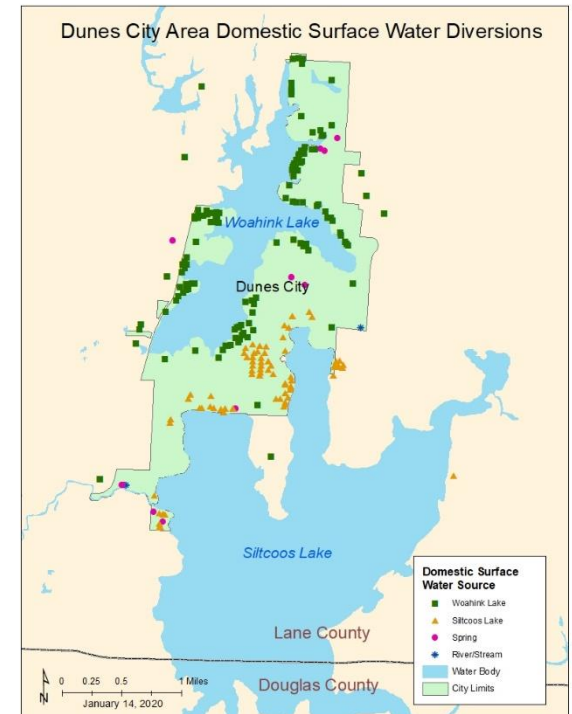 Dunes City Area Domestic Surface Water Diversions
Woahink Lake
Dunes City
Siltcoos Lake
Lane County
Douglas County
Domestic Surface
Water Source
Woahink Lake
Siltcoos Lake
Spring
River/Stream
Water Body
City Limits
N
0 0.25 0.5 1 Miles
January 14, 2020